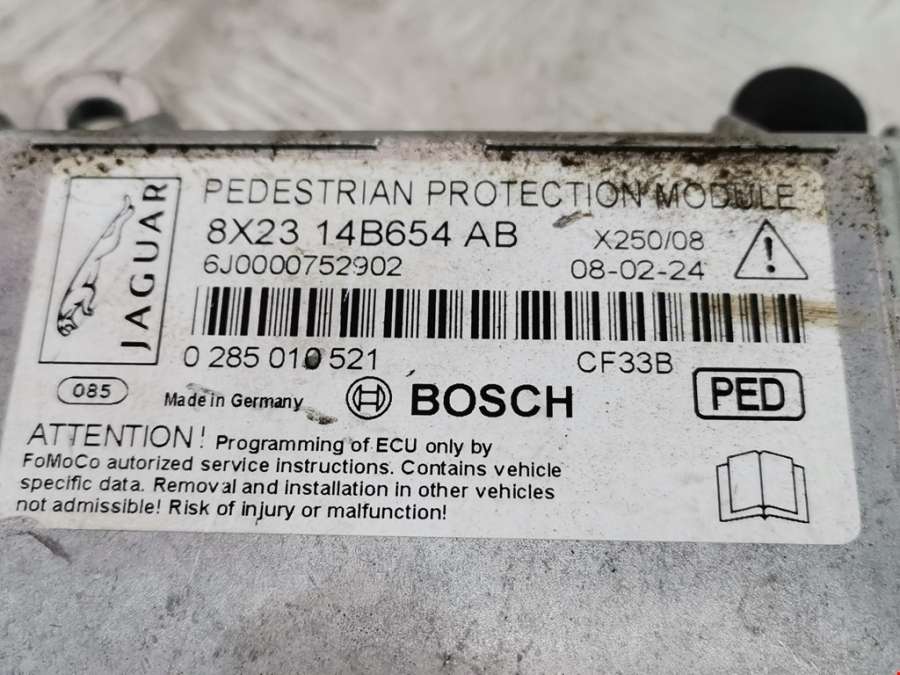 PEDESTRIAN PROTECTION MODULE
JAGUAR
8X23 14B654 AB
X250/08
6J0000752902
08-02-24
0 285 010 521
CF33B
085
Made in Germany
BOSCH
PED
ATTENTION! Programming of ECU only by
FoMoCo autorized service instructions. Contains vehicle
specific data. Removal and installation in other vehicles
not admissible! Risk of injury or malfunction!